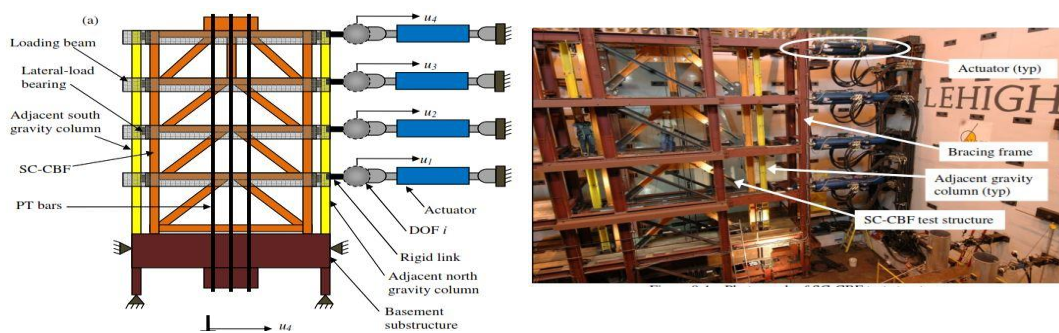 (a)
u4
Loading beam
Lateral-load
bearing
u3
Adjacent south
gravity column
u2
SC-CBF
u1
PT bars
Actuator
DOF i
Rigid link
Adjacent north
gravity column
Basement
substructure
u4
Actuator (typ)
LEHIGH
Bracing frame
Adjacent gravity
column (typ)
SC-CBF test structure